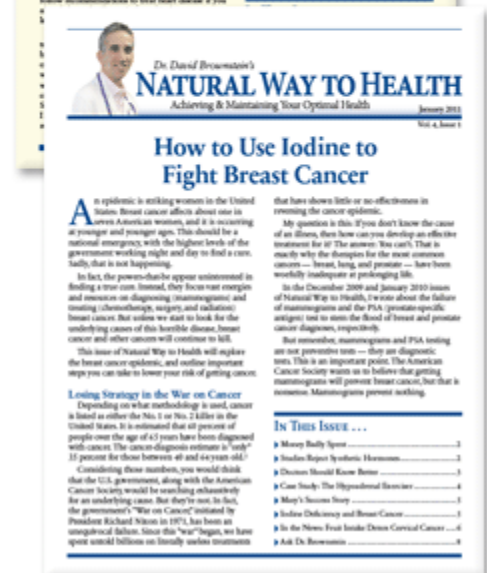 Dr. David Brownstein's
NATURAL WAY TO HEALTH
Achieving & Maintaining Your Optimal Health
January 2011
Vol. 4, Issue 1
How to Use Iodine to
Fight Breast Cancer
An epidemic is striking women in the United
States: Breast cancer affects about one in
seven American women, and it is occurring
at younger and younger ages. This should be a
national emergency, with the highest levels of the
government working night and day to find a cure.
Sadly, that is not happening.
In fact, the powers-that-be appear uninterested in
finding a true cure. Instead, they focus vast energies
and resources on diagnosing (mammograms) and
treating (chemotherapy, surgery, and radiation)
breast cancer. But unless we start to look for the
underlying causes of this horrible disease, breast
cancer and other cancers will continue to kill.
This issue of Natural Way to Health will explore
the breast cancer epidemic, and outline important
steps you can take to lower your risk of getting cancer.
Losing Strategy in the War on Cancer
Depending on what methodology is used, cancer
is listed as either the No. 1 or No. 2 killer in the
United States. It is estimated that 60 percent of
people over the age of 65 years have been diagnosed
with cancer. The cancer-diagnosis estimate is "only"
35 percent for those between 40 and 64 years old.
Considering those numbers, you would think
that the U.S. government, along with the American
Cancer Society, would be searching exhaustively
for an underlying cause. But they're not. In fact,
the government's "War on Cancer," initiated by
President Richard Nixon in 1971, has been an
unequivocal failure. Since this "war" began, we have
spent untold billions on literally useless treatments
that have shown little or no effectiveness in
reversing the cancer epidemic.
My question is this: If you don't know the cause
of an illness, then how can you develop an effective
treatment for it? The answer: You can't. That is
exactly why the therapies for the most common
cancers — breast, lung, and prostate — have been
woefully inadequate at prolonging life.
In the December 2009 and January 2010 issues
of Natural Way to Health, I wrote about the failure
of mammograms and the PSA (prostate-specific
antigen) test to stem the flood of breast and prostate
cancer diagnoses, respectively.
But remember, mammograms and PSA testing
are not preventive tests — they are diagnostic
tests. This is an important point. The American
Cancer Society wants us to believe that getting
mammograms will prevent breast cancer, but that is
nonsense. Mammograms prevent nothing.
IN THIS ISSUE ...
Money Badly Spent 2
Studies Reject Synthetic Hormones 2
Doctors Should Know Better 3
Case Study: The Hypoadrenal Exerciser 4
Mary's Success Story 5
Iodine Deficiency and Breast Cancer 5
In the News: Fruit Intake Deters Cervical Cancer 6
Ask Dr. Brownstein 8